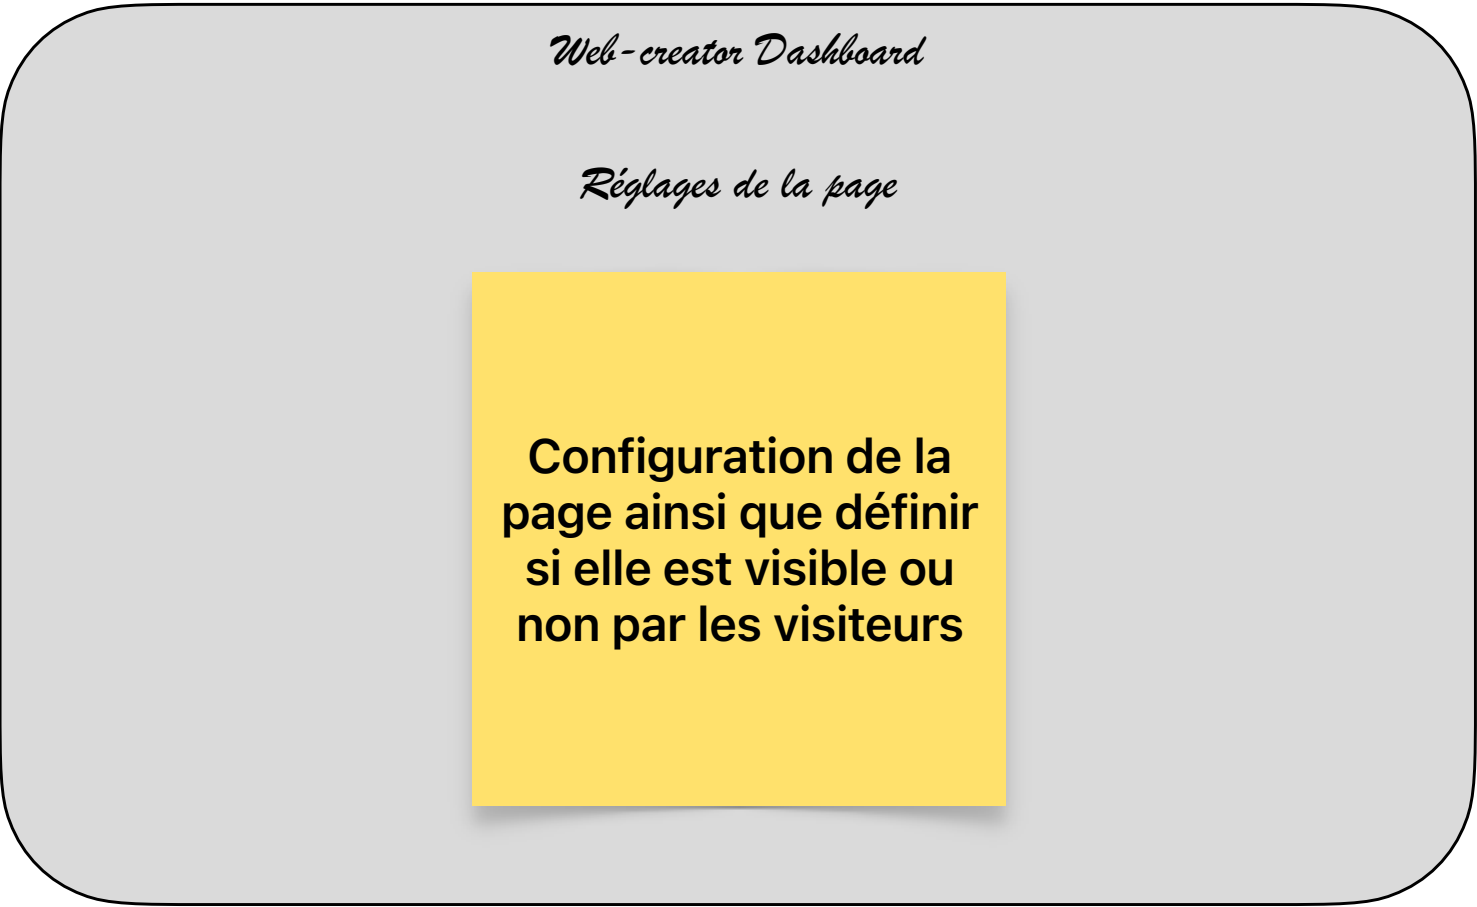 Web-creator Dashboard
Réglages de la page
Configuration de la
page ainsi que définir
si elle est visible ou
non par les visiteurs